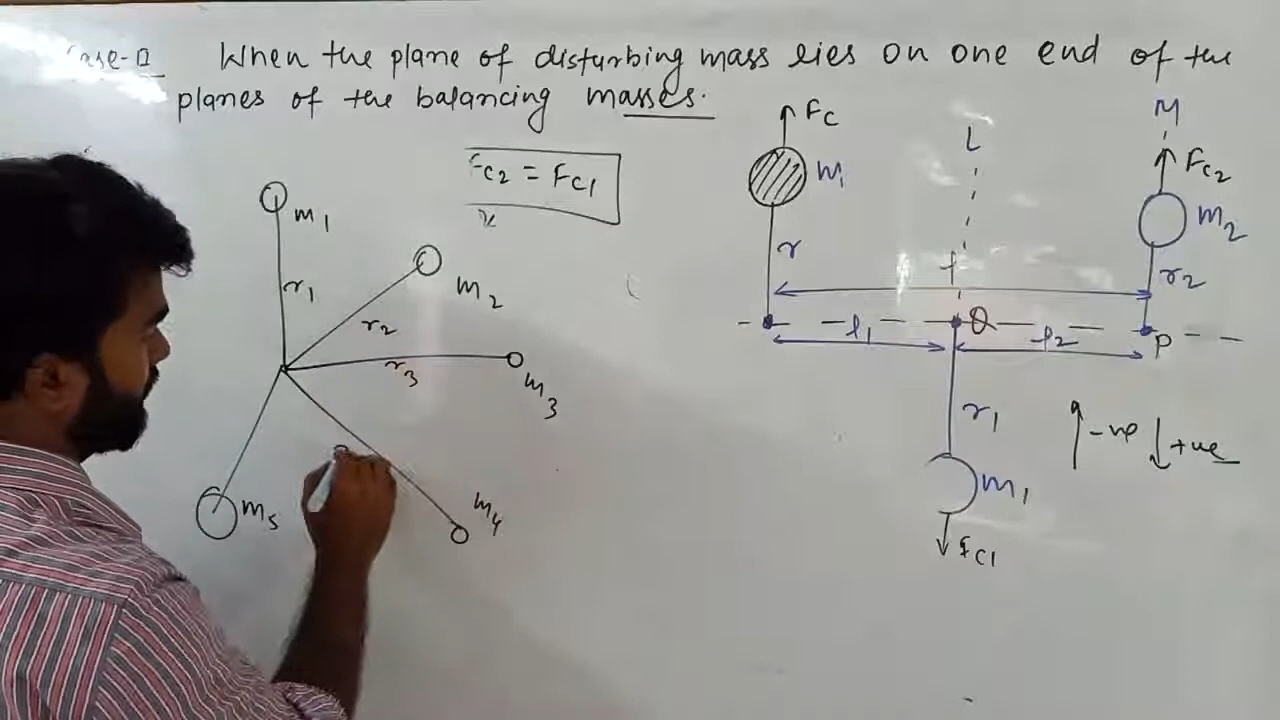 Case-II When the plane of disturbing mass lies on one end of the
planes of the balancing masses.
Fc2 = Fc1
m1
r1
m2
r2
r3
m3
m4
m5
Fc
m
r
L
M
Fc2
m2
r2
l
l1
Q
l2
P
r1
m1
Fc1
-ve
+ve